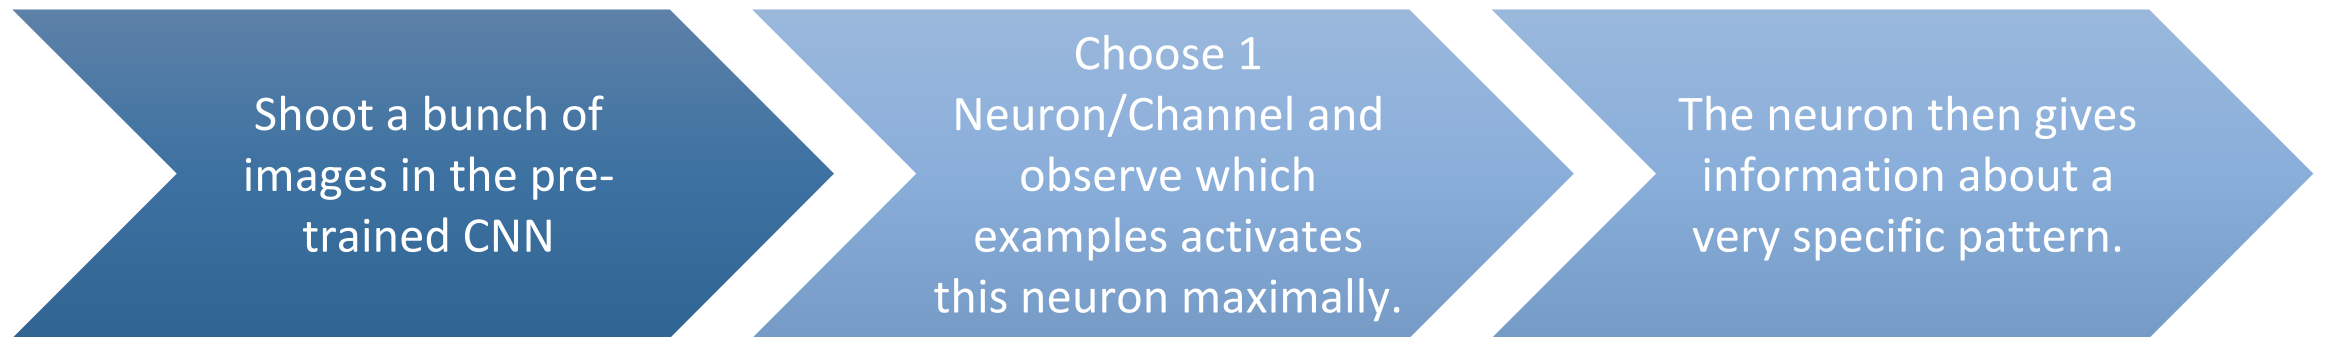 Shoot a bunch of
images in the pre-
trained CNN
Choose 1
Neuron/Channel and
observe which
examples activates
this neuron maximally.
The neuron then gives
information about a
very specific pattern.